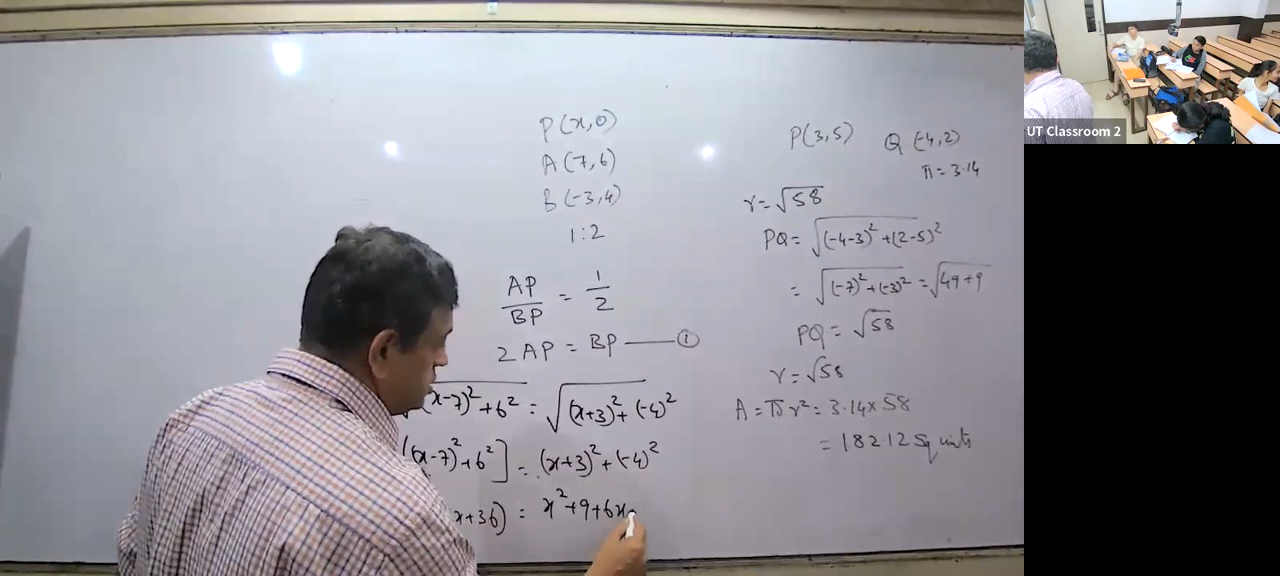 P(x,0)
A(7,6)
B(-3,4)
1:2
AP/BP = 1/2
2AP = BP —— ①
(x-7)²+6² = √(x+3)²+(-4)²
(x-7)²+6²] = (x+3)²+(-4)²
x+36) = x²+9+6x
P(3,5) Q(-4,2)
π=3.14
r=√58
PQ= √(-4-3)²+(2-5)²
= √(-7)²+(-3)² = √49+9
PQ= √58
r=√58
A=πr²=3.14×58
=182.12 Sq units
UT Classroom 2